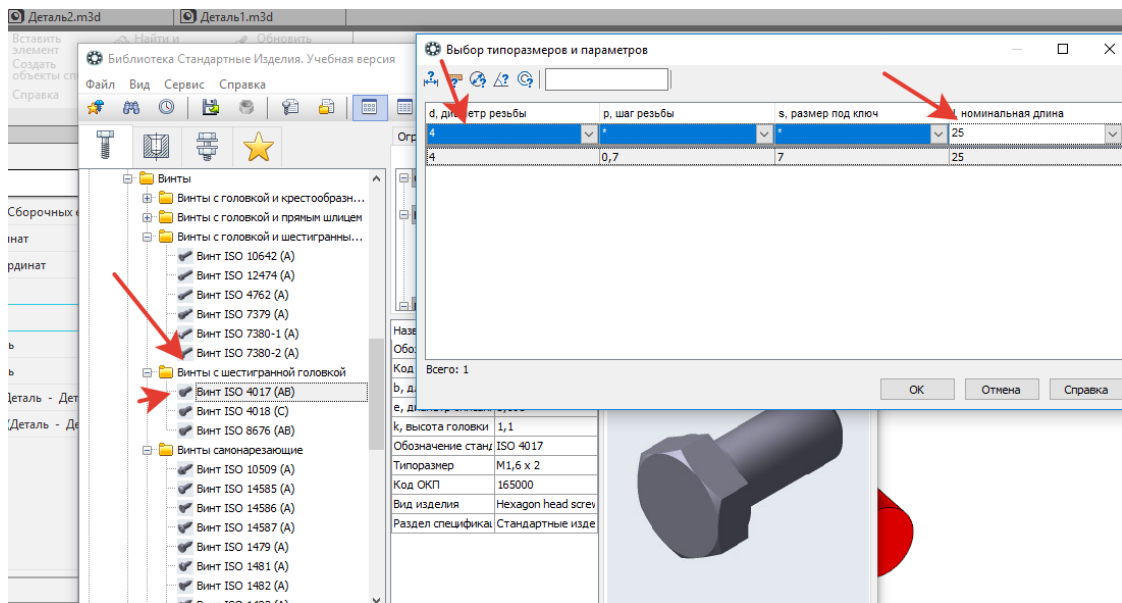 Деталь2.m3d
Деталь1.m3d
Вставить
элемент
Создать
объекты сп
Справка
Найти и
Обновить
Библиотека Стандартные Изделия. Учебная версия
Файл Вид Сервис Справка
Сборочных
нат
рдинат
ь
ь
Деталь - Дет
(Деталь - Де
Винты
Винты с головкой и крестообразн...
Винты с головкой и прямым шлицем
Винты с головкой и шестигранны...
Винт ISO 10642 (A)
Винт ISO 12474 (A)
Винт ISO 4762 (A)
Винт ISO 7379 (A)
Винт ISO 7380-1 (A)
Винт ISO 7380-2 (A)
Винты с шестигранной головкой
Винт ISO 4017 (AB)
Винт ISO 4018 (C)
Винт ISO 8676 (AB)
Винты самонарезающие
Винт ISO 10509 (A)
Винт ISO 14585 (A)
Винт ISO 14586 (A)
Винт ISO 14587 (A)
Винт ISO 1479 (A)
Винт ISO 1481 (A)
Винт ISO 1482 (A)
Огр
Назв
Обо
Код
b, д
k, высота головки 1,1
Обозначение станд ISO 4017
Типоразмер M1,6 x 2
Код ОКП 165000
Вид изделия Hexagon head screw
Раздел спецификац Стандартные изде
Выбор типоразмеров и параметров
d, диаметр резьбы p, шаг резьбы s, размер под ключ номинальная длина
4 * * 25
4 0,7 7 25
Всего: 1
ОК Отмена Справка